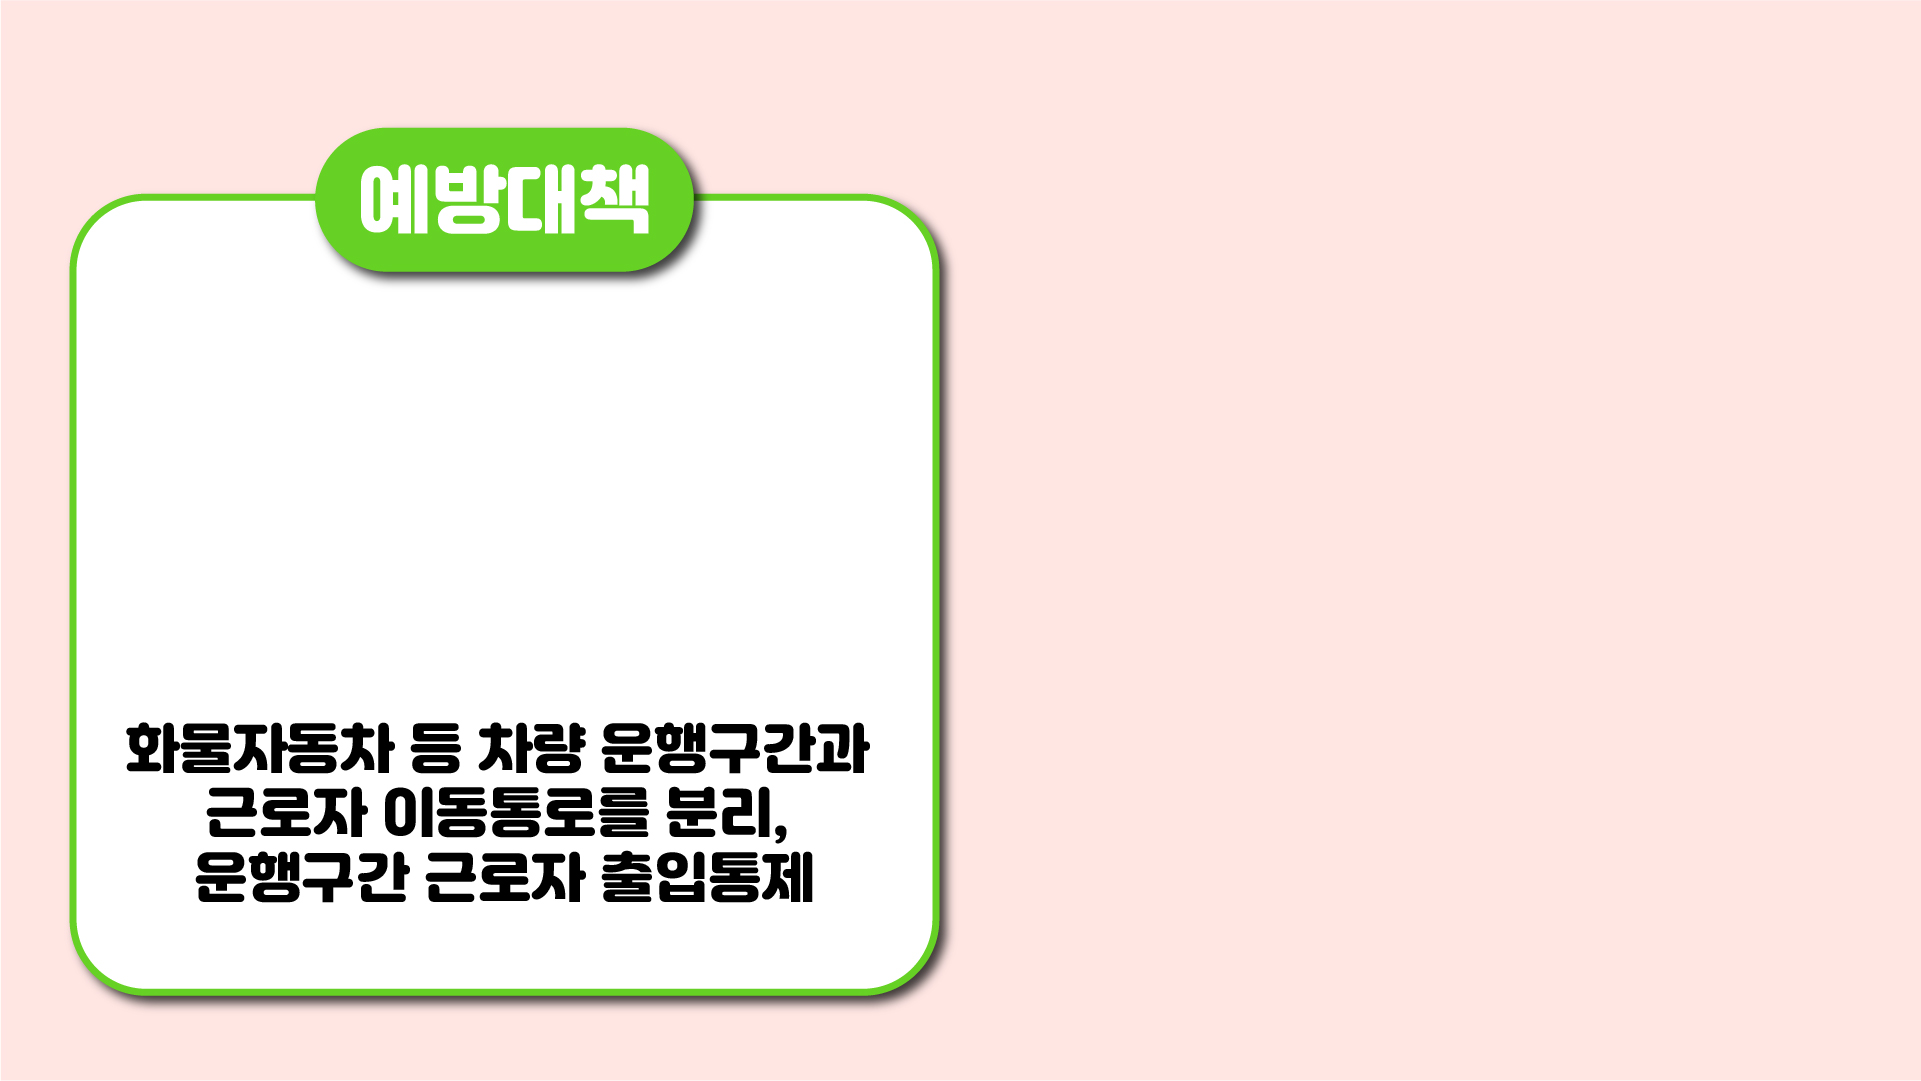 예방대책
화물자동차 등 차량 운행구간과
근로자 이동통로를 분리,
운행구간 근로자 출입통제